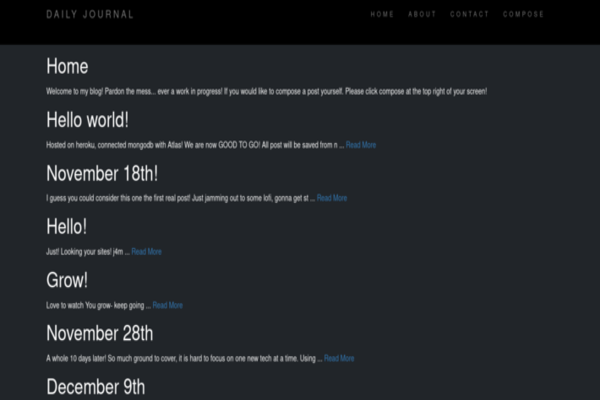 DAILY JOURNAL
HOME ABOUT CONTACT COMPOSE
Home
Welcome to my blog! Pardon the mess... ever a work in progress! If you would like to compose a post yourself. Please click compose at the top right of your screen!
Hello world!
Hosted on heroku, connected mongodb with Atlas! We are now GOOD TO GO! All post will be saved from n ... Read More
November 18th!
I guess you could consider this one the first real post! Just jamming out to some lofi, gonna get st ... Read More
Hello!
Just! Looking your sites! j4m ... Read More
Grow!
Love to watch You grow- keep going ... Read More
November 28th
A whole 10 days later! So much ground to cover, it is hard to focus on one new tech at a time. Using ... Read More
December 9th